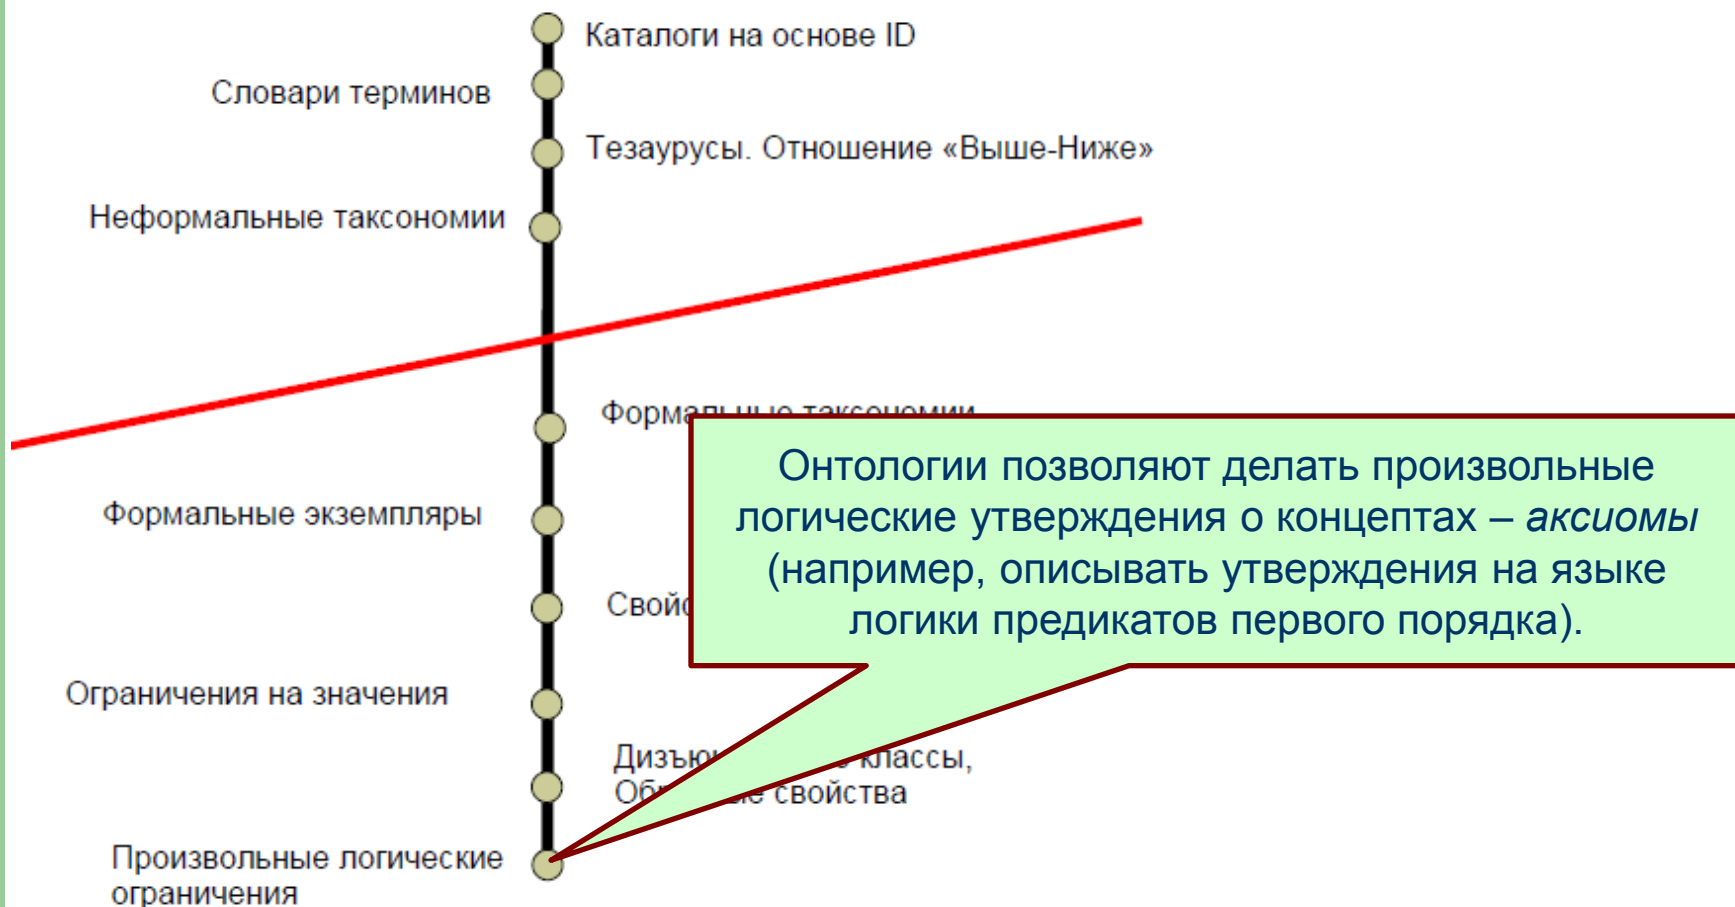 Каталоги на основе ID
Словари терминов
Тезаурусы. Отношение «Выше-Ниже»
Неформальные таксономии
Формальные таксономии
Онтологии позволяют делать произвольные
логические утверждения о концептах – аксиомы
(например, описывать утверждения на языке
логики предикатов первого порядка).
Формальные экземпляры
Ограничения на значения
классы,
свойства
Произвольные логические
ограничения